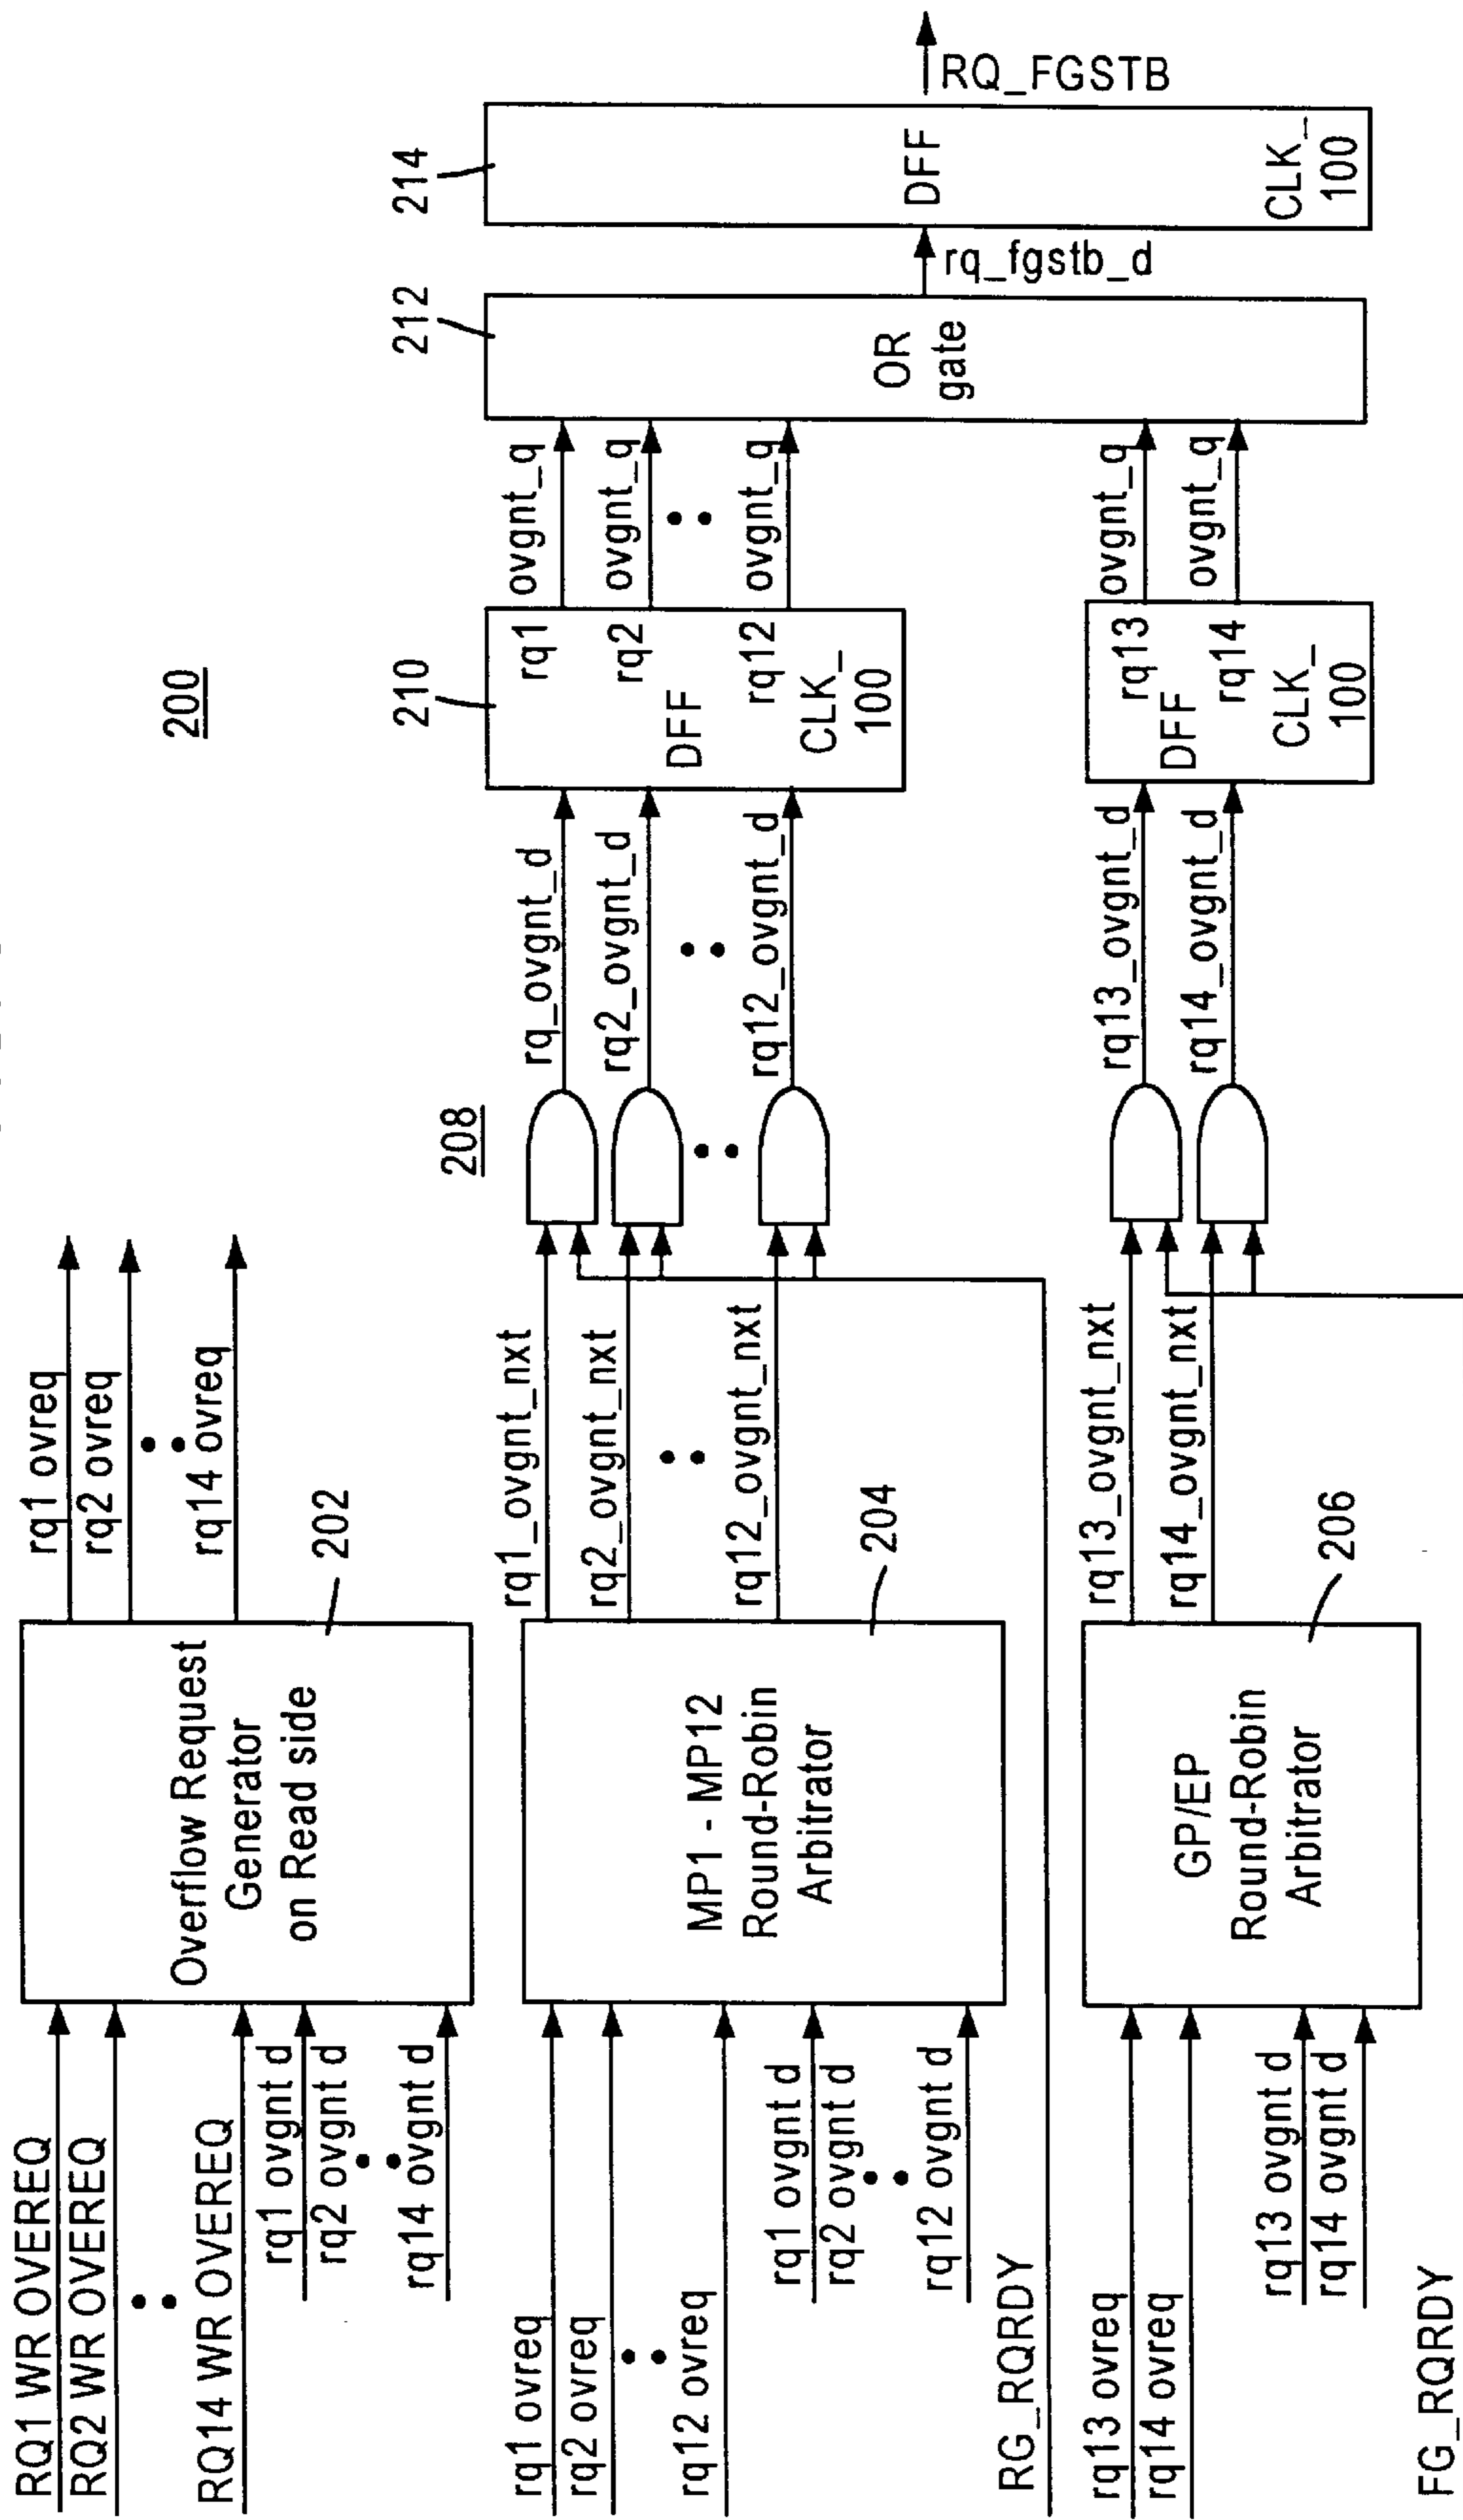 200
RQ1 WR OVEREQ
RQ2 WR OVEREQ
RQ14 WR OVEREQ
rq1 ovgnt d
rq2 ovgnt d
rq14 ovgnt d
Overflow Request
Generator
on Read side
202
rq1 ovreq
rq2 ovreq
rq14 ovreq
rq1 ovreq
rq2 ovreq
rq12 ovreq
rq1 ovgnt d
rq2 ovgnt d
rq12 ovgnt d
RG_RQRDY
MP1 - MP12
Round-Robin
Arbitrator
204
rq1_ovgnt_nxt
rq2_ovgnt_nxt
rq12_ovgnt_nxt
208
rq_ovgnt_d
rq2_ovgnt_d
rq12_ovgnt_d
210
rq1
rq2
DFF
rq12
CLK_
100
ovgnt_q
ovgnt_q
ovgnt_q
rq13 ovreq
rq14 ovreq
rq13 ovgnt d
rq14 ovgnt d
FG_RQRDY
GP/EP
Round-Robin
Arbitrator
206
rq13_ovgnt_nxt
rq14_ovgnt_nxt
rq13_ovgnt_d
rq14_ovgnt_d
rq13
DFF
rq14
CLK_
100
ovgnt_q
ovgnt_q
212
OR
gate
rq_fgstb_d
214
DFF
CLK_
100
RQ_FGSTB